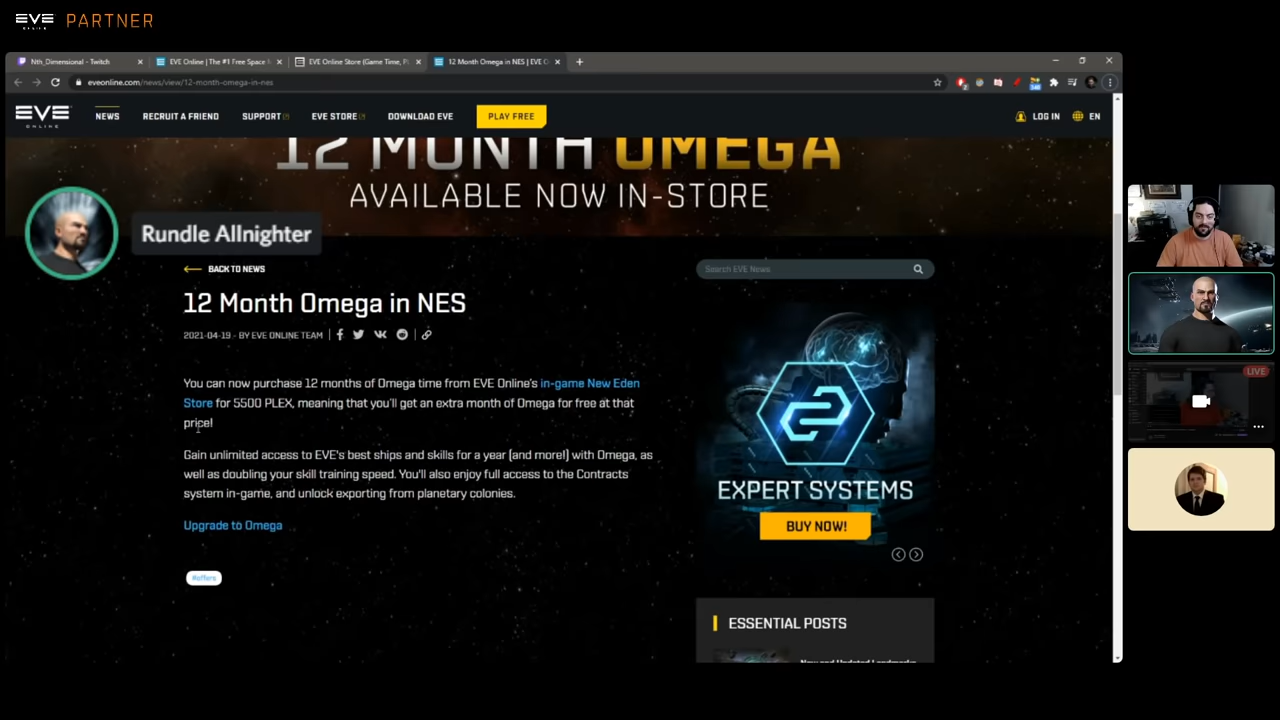 EVE ONLINE PARTNER
Nth_Dimensional - Twitch
EVE Online | The #1 Free Space
EVE Online Store (Game Time, P
12 Month Omega in NES | EVE O
eveonline.com/news/view/12-month-omega-in-nes
EVE ONLINE
NEWS
RECRUIT A FRIEND
SUPPORT
EVE STORE
DOWNLOAD EVE
PLAY FREE
LOG IN
EN
12 MONTH OMEGA
AVAILABLE NOW IN-STORE
Rundle Allnighter
BACK TO NEWS
Search EVE News
12 Month Omega in NES
2021-04-19 - BY EVE ONLINE TEAM
You can now purchase 12 months of Omega time from EVE Online's in-game New Eden
Store for 5500 PLEX, meaning that you'll get an extra month of Omega for free at that
price!
Gain unlimited access to EVE's best ships and skills for a year (and more!) with Omega, as
well as doubling your skill training speed. You'll also enjoy full access to the Contracts
system in-game, and unlock exporting from planetary colonies.
Upgrade to Omega
#offers
EXPERT SYSTEMS
BUY NOW!
ESSENTIAL POSTS
New and Updated Landmarks
LIVE